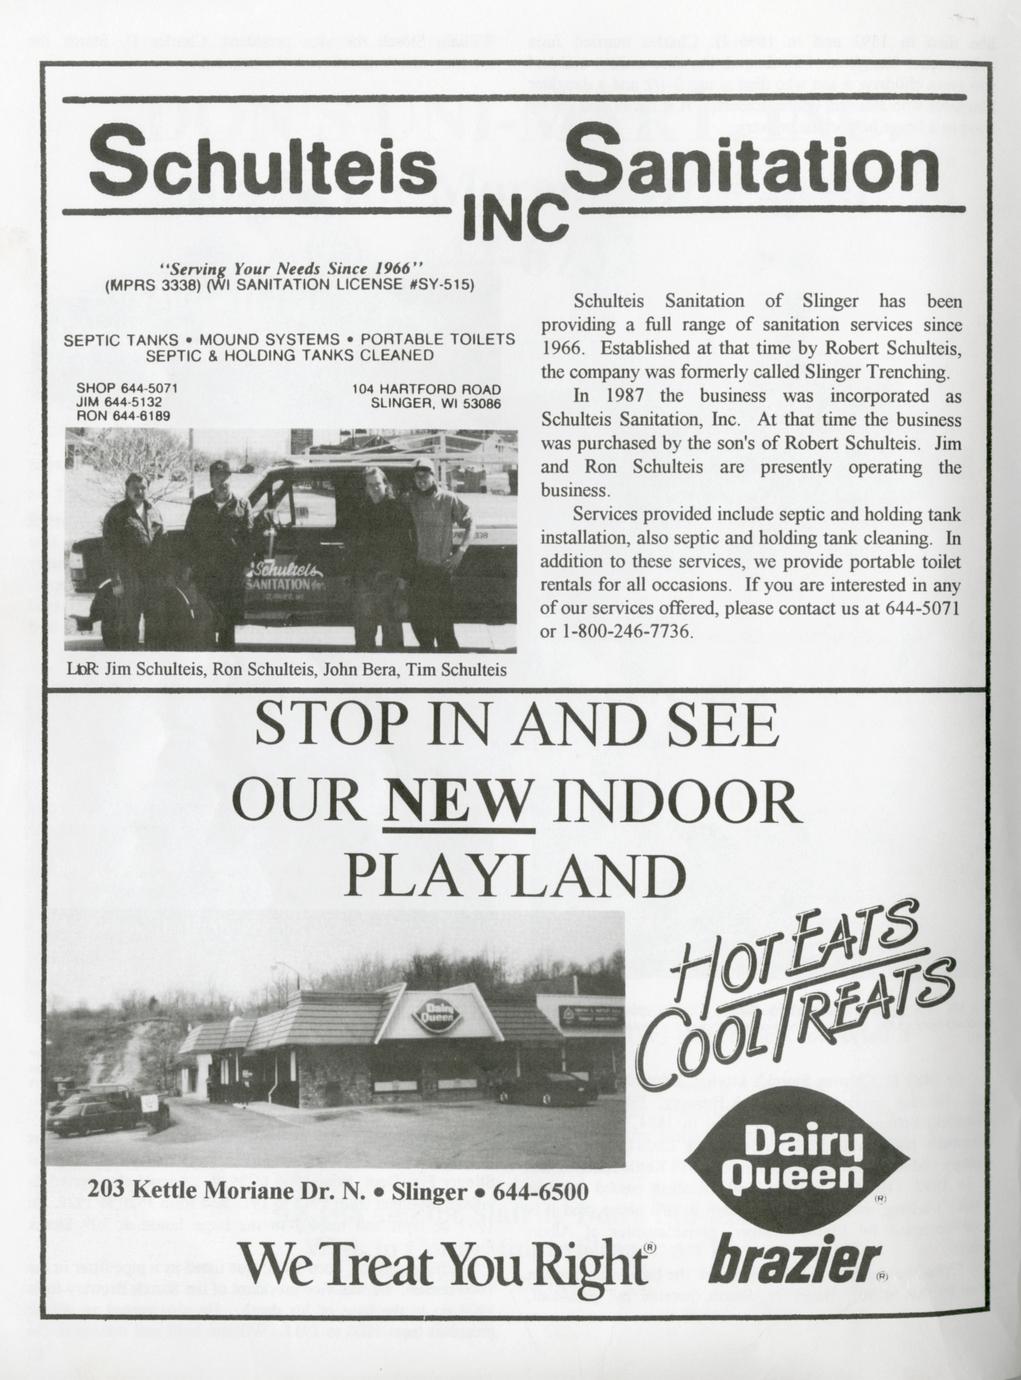 Schulteis Sanitation
INC
"Serving Your Needs Since 1966"
(MPRS 3338) (WI SANITATION LICENSE #SY-515)
SEPTIC TANKS • MOUND SYSTEMS • PORTABLE TOILETS
SEPTIC & HOLDING TANKS CLEANED
SHOP 644-5071
JIM 644-5132
RON 644-6189
104 HARTFORD ROAD
SLINGER, WI 53086
Schulteis
SANITATION Inc.
LtoR: Jim Schulteis, Ron Schulteis, John Bera, Tim Schulteis
Schulteis Sanitation of Slinger has been
providing a full range of sanitation services since
1966. Established at that time by Robert Schulteis,
the company was formerly called Slinger Trenching.
In 1987 the business was incorporated as
Schulteis Sanitation, Inc. At that time the business
was purchased by the son's of Robert Schulteis. Jim
and Ron Schulteis are presently operating the
business.
Services provided include septic and holding tank
installation, also septic and holding tank cleaning. In
addition to these services, we provide portable toilet
rentals for all occasions. If you are interested in any
of our services offered, please contact us at 644-5071
or 1-800-246-7736.
STOP IN AND SEE
OUR NEW INDOOR
PLAYLAND
Dairy
Queen
HOT EATS
COOL TREATS
Dairy
Queen
(R)
brazier (R)
203 Kettle Moriane Dr. N. • Slinger • 644-6500
We Treat You Right®